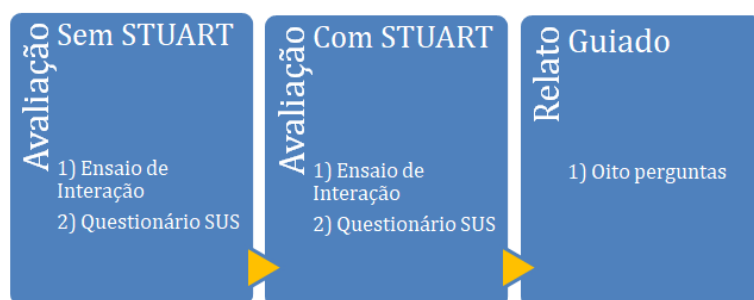 Avaliação
Sem STUART
1) Ensaio de
Interação
2) Questionário SUS
Avaliação
Com STUART
1) Ensaio de
Interação
2) Questionário SUS
Relato
Guiado
1) Oito perguntas